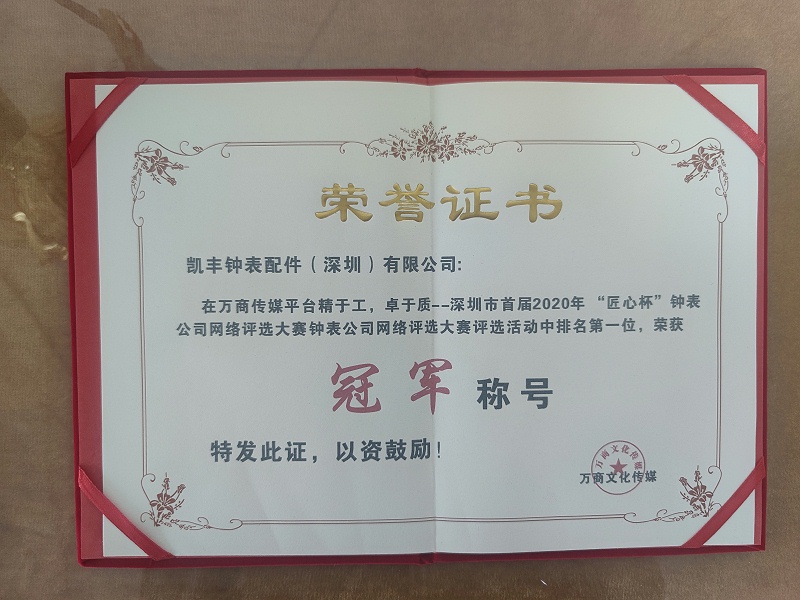 荣誉证书
凯丰钟表配件（深圳）有限公司：
在万商传媒平台精于工，卓于质--深圳市首届2020年“匠心杯”钟表
公司网络评选大赛钟表公司网络评选大赛评选活动中排名第一位，荣获
冠军称号
特发此证，以资鼓励！
万商文化传媒
万商文化传媒